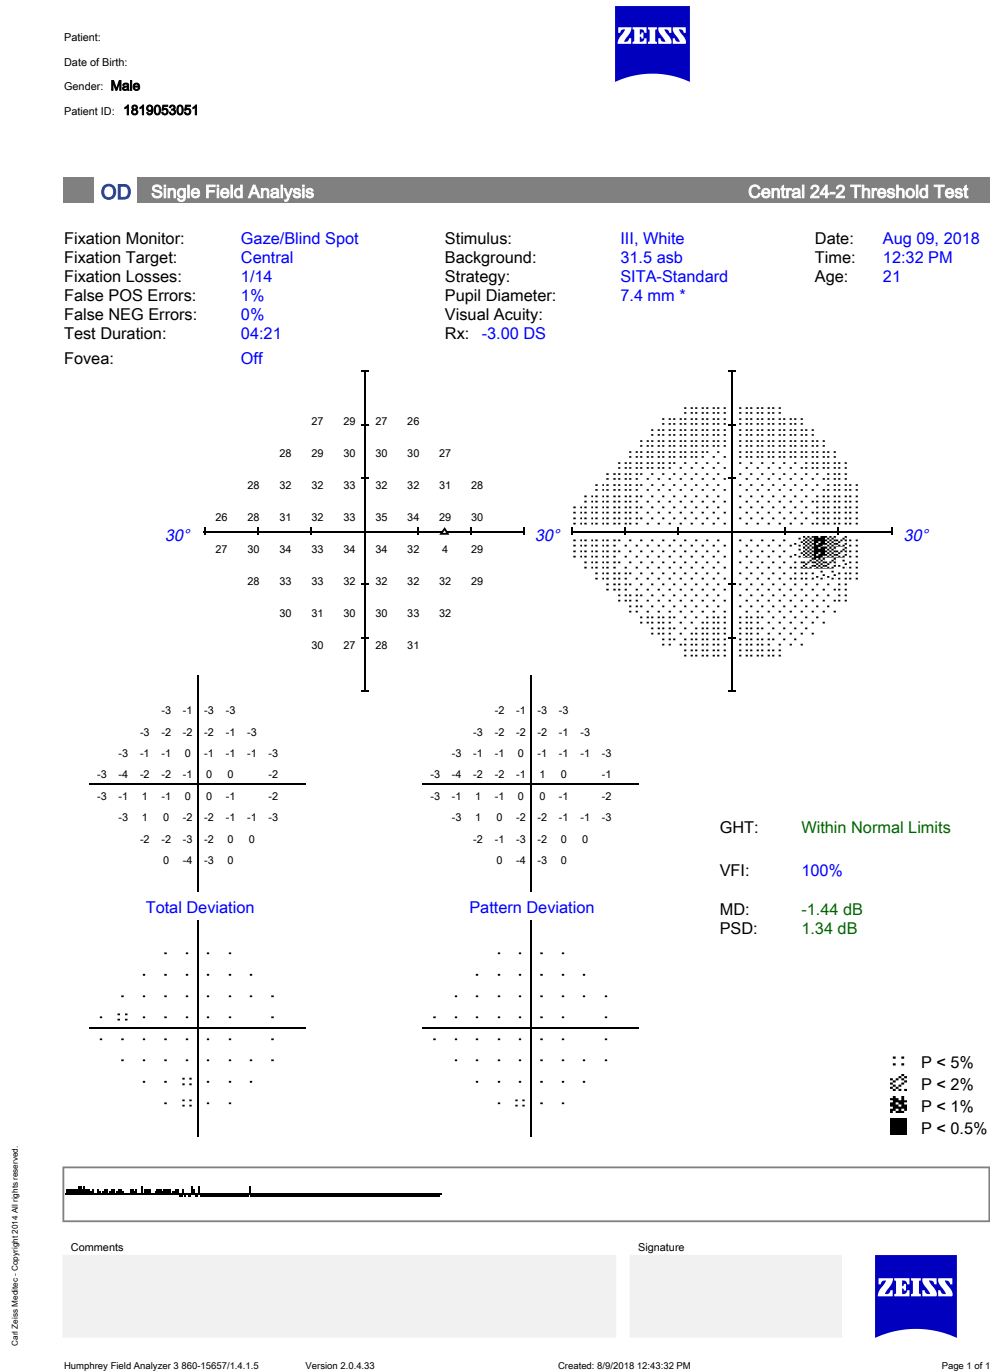 ZEISS
Patient:
Date of Birth:
Gender: Male
Patient ID: 1819053051
OD Single Field Analysis Central 24-2 Threshold Test
Fixation Monitor: Gaze/Blind Spot Stimulus: III, White Date: Aug 09, 2018
Fixation Target: Central Background: 31.5 asb Time: 12:32 PM
Fixation Losses: 1/14 Strategy: SITA-Standard Age: 21
False POS Errors: 1% Pupil Diameter: 7.4 mm *
False NEG Errors: 0% Visual Acuity:
Test Duration: 04:21 Rx: -3.00 DS
Fovea: Off
27 29 27 26
28 29 30 30 30 27
28 32 32 33 32 32 31 28
26 28 31 32 33 35 34 29 30
30° 30° 30°
27 30 34 33 34 34 32 4 29
28 33 33 32 32 32 32 29
30 31 30 30 33 32
30 27 28 31
-3 -1 -3 -3 -2 -1 -3 -3
-3 -2 -2 -2 -1 -3 -3 -2 -2 -2 -1 -3
-3 -1 -1 0 -1 -1 -1 -3 -3 -1 -1 0 -1 -1 -1 -3
-3 -4 -2 -2 -1 0 0 -2 -3 -4 -2 -2 -1 1 0 -1
-3 -1 1 -1 0 0 -1 -2 -3 -1 1 -1 0 0 -1 -2
-3 1 0 -2 -2 -1 -1 -3 -3 1 0 -2 -2 -1 -1 -3
-2 -2 -3 -2 0 0 -2 -1 -3 -2 0 0
0 -4 -3 0 0 -4 -3 0
GHT: Within Normal Limits
VFI: 100%
MD: -1.44 dB
PSD: 1.34 dB
Total Deviation Pattern Deviation
P < 5%
P < 2%
P < 1%
P < 0.5%
Carl Zeiss Meditec - Copyright 2014 All rights reserved.
Comments Signature
ZEISS
Humphrey Field Analyzer 3 860-15657/1.4.1.5 Version 2.0.4.33 Created: 8/9/2018 12:43:32 PM Page 1 of 1